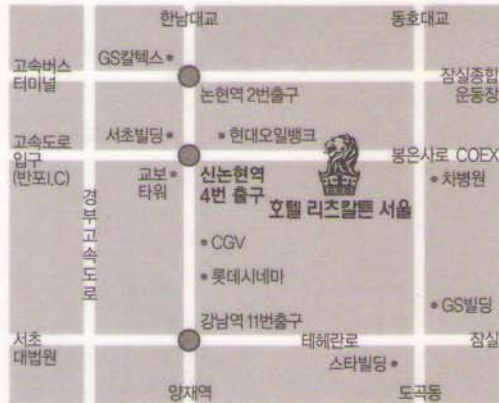 한남대교
동호대교
GS칼텍스
고속버스
터미널
잠실종합
운동장
논현역 2번출구
서초빌딩
현대오일뱅크
고속도로
입구
(반포I.C)
봉은사로 COEX
교보
타워
신논현역
4번 출구
차병원
호텔 리츠칼튼 서울
경부고속도로
CGV
롯데시네마
GS빌딩
강남역 11번출구
서초
대법원
테헤란로
잠실
스타빌딩
양재역
도곡동